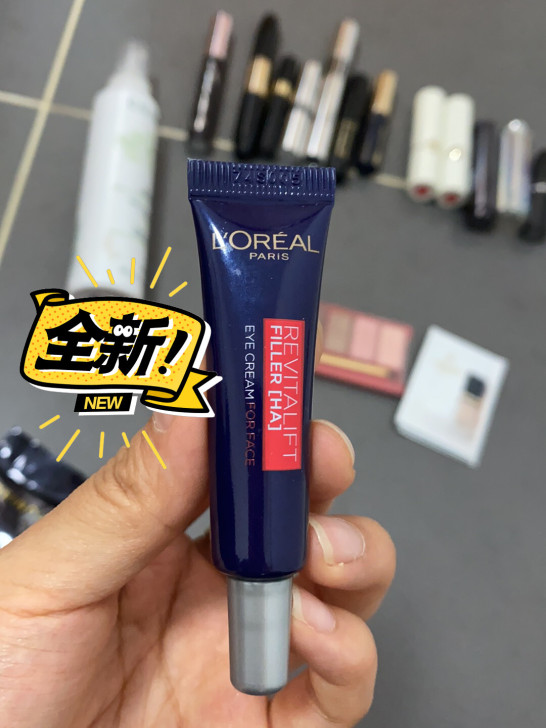 L'ORÉAL
PARIS
REVITALIFT
FILLER [HA]
EYE CREAM FOR FACE
全新!
NEW